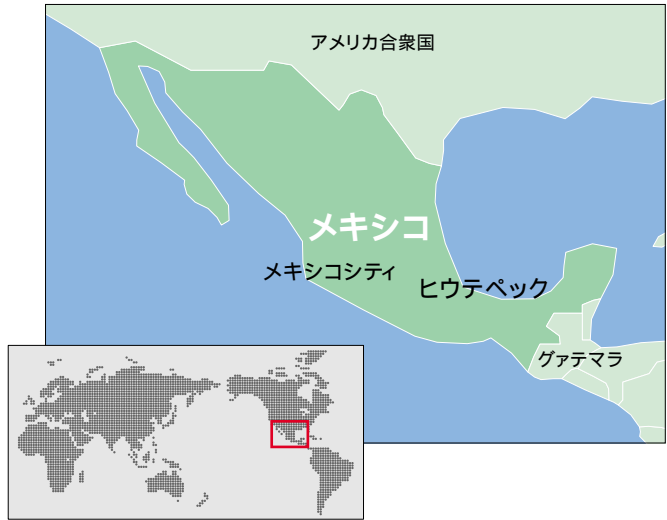 アメリカ合衆国
メキシコ
メキシコシティ
ヒウテペック
グァテマラ